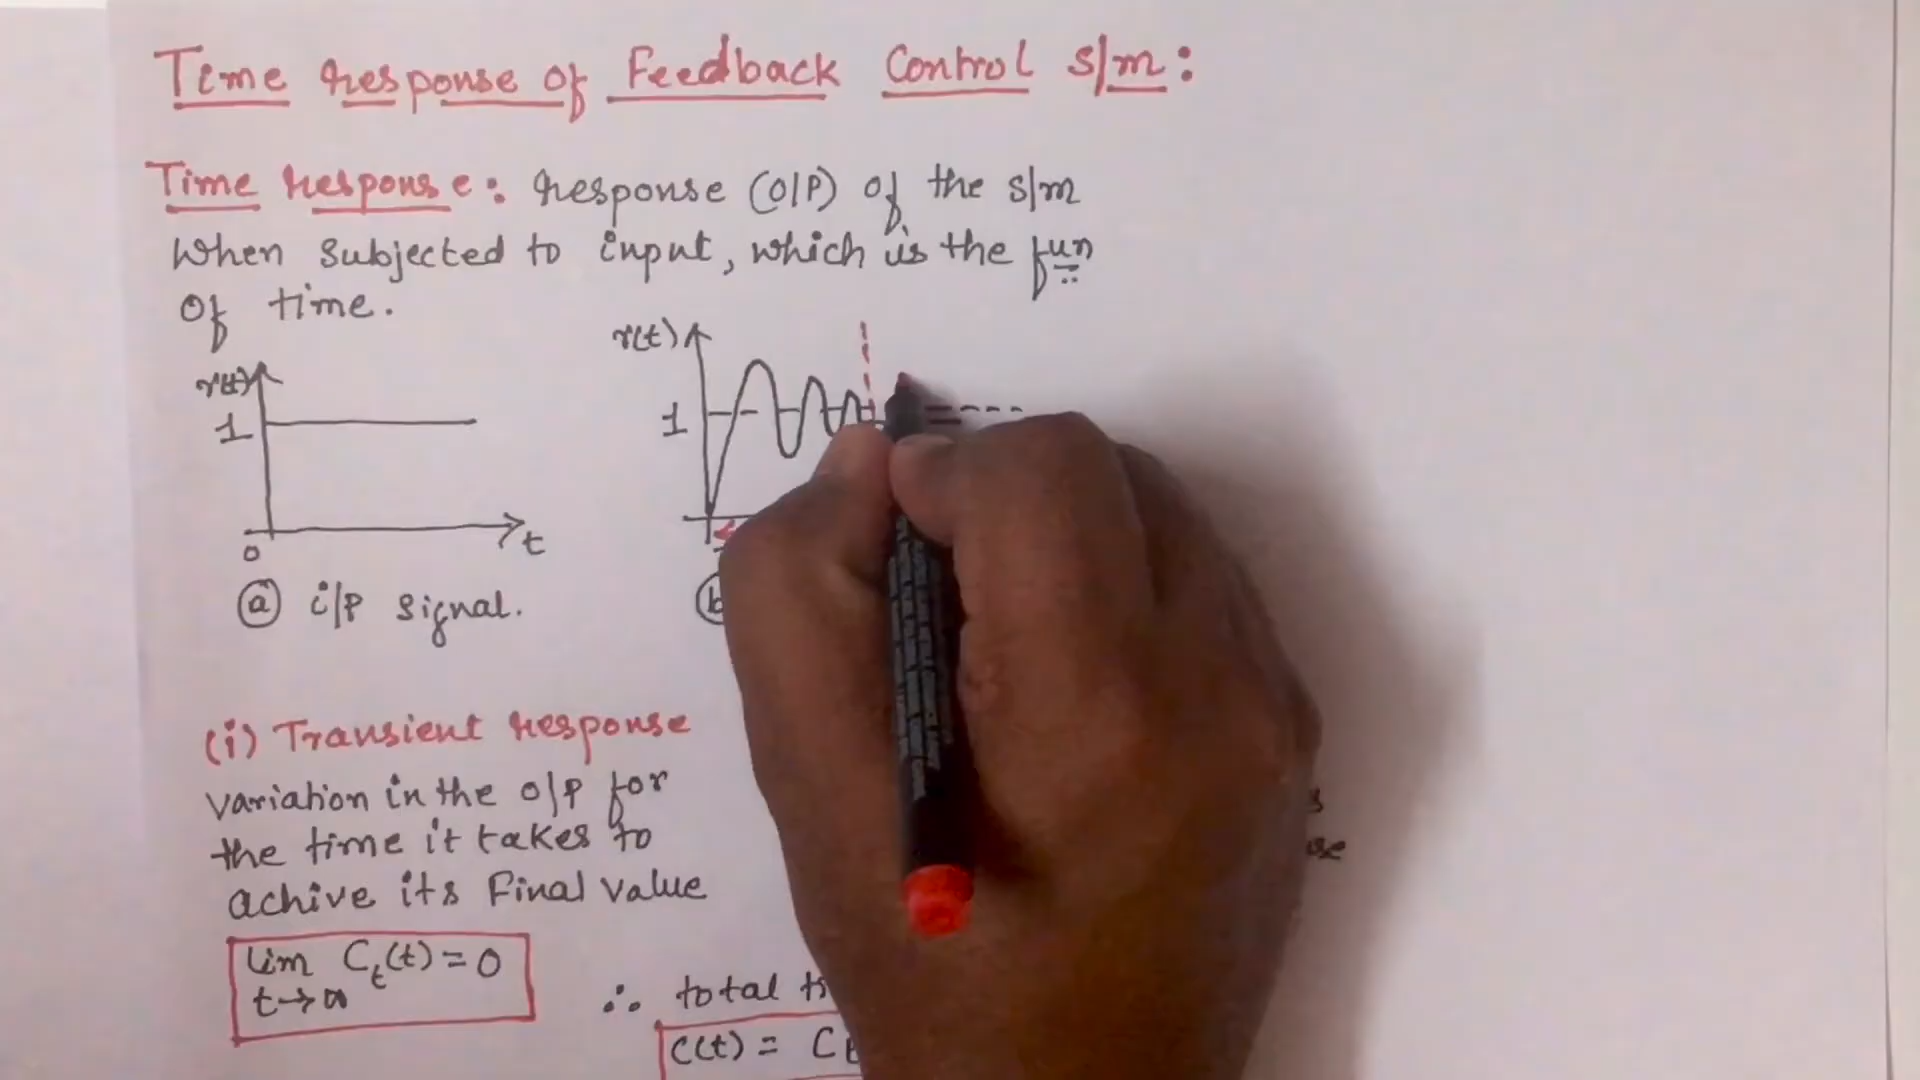 Time Response of Feedback Control s/m:
Time Response: Response (O/P) of the s/m
When subjected to input, which is the fun
of time.
r(t)
1
0
t
(a) i/p signal.
r(t)
1
(b
(i) Transient Response
variation in the o/p for
the time it takes to
achive its Final value
lim Ct(t) = 0
t→∞
∴ total
C(t) = Ct